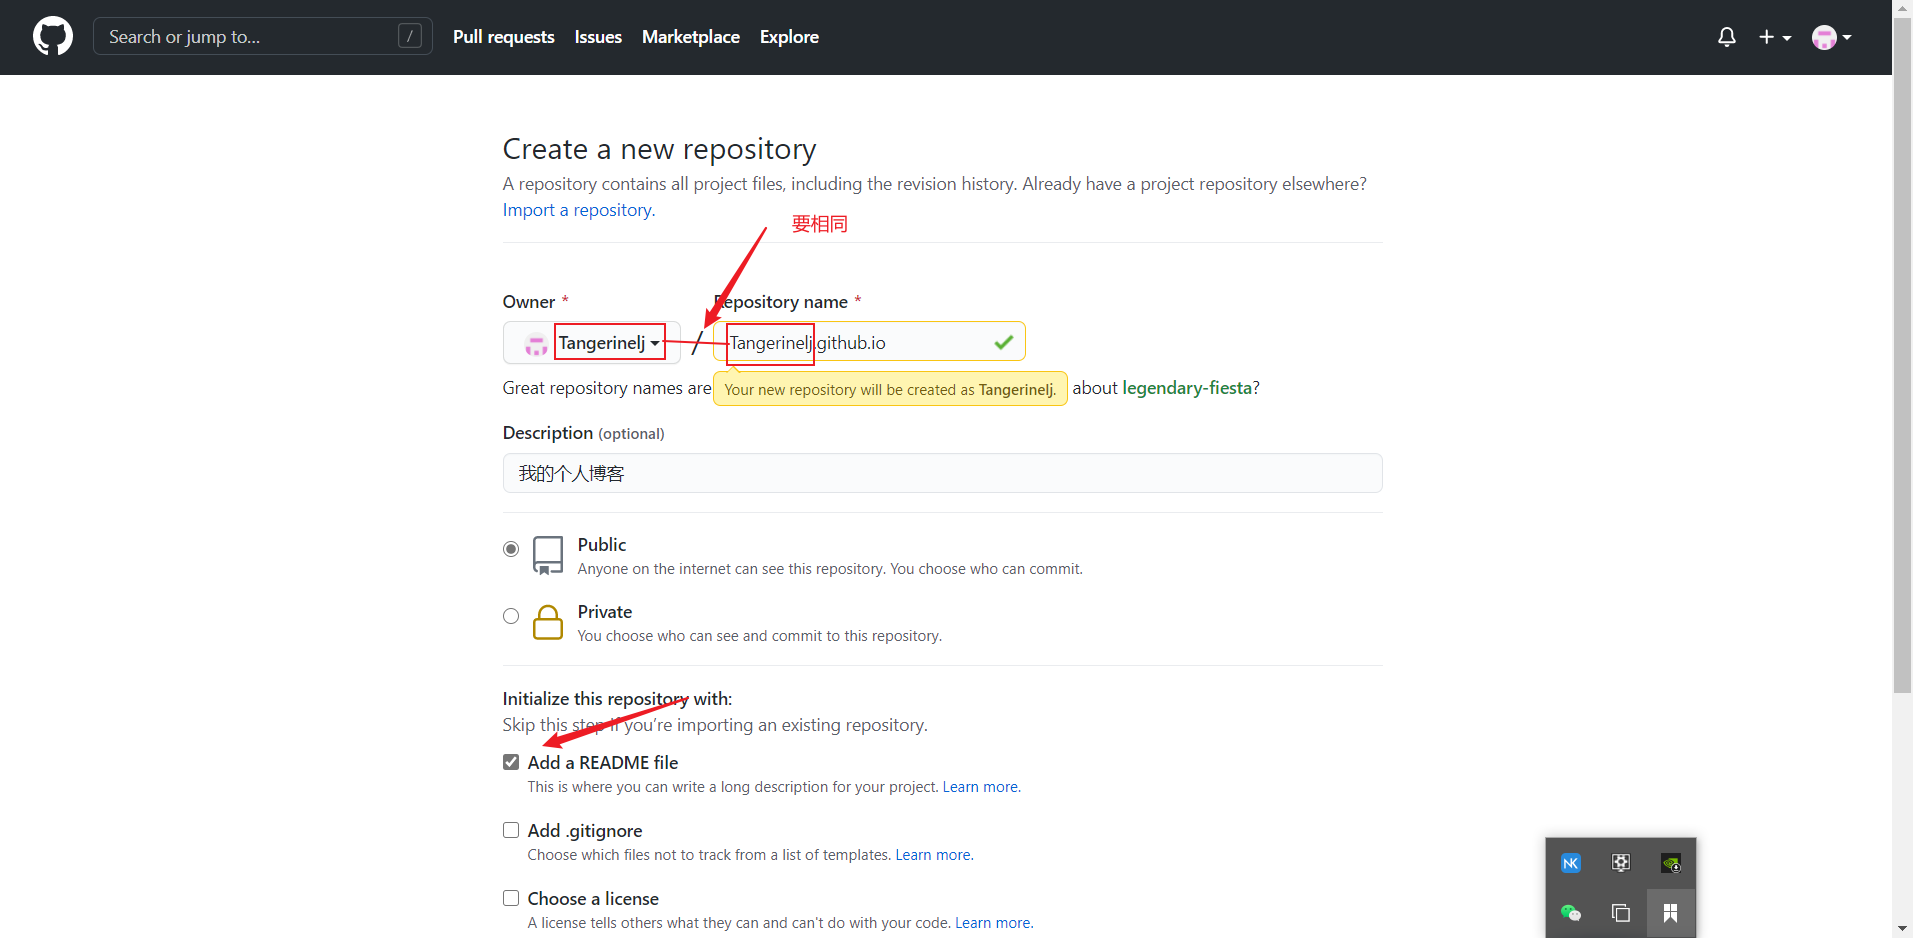 Search or jump to... /
Pull requests Issues Marketplace Explore
Create a new repository
A repository contains all project files, including the revision history. Already have a project repository elsewhere?
Import a repository.
要相同
Owner * Repository name *
Tangerinelj / Tangerinelj.github.io
Great repository names are about legendary-fiesta?
Your new repository will be created as Tangerinelj.
Description (optional)
我的个人博客
Public
Anyone on the internet can see this repository. You choose who can commit.
Private
You choose who can see and commit to this repository.
Initialize this repository with:
Skip this step if you're importing an existing repository.
Add a README file
This is where you can write a long description for your project. Learn more.
Add .gitignore
Choose which files not to track from a list of templates. Learn more.
Choose a license
A license tells others what they can and can't do with your code. Learn more.
NK